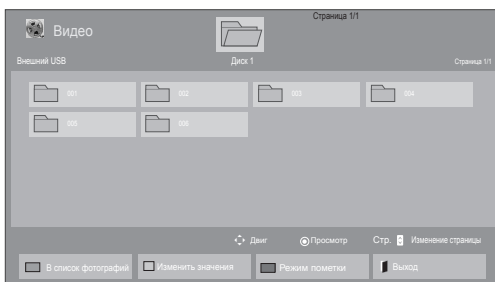 Страница 1/1
Видео
Внешний USB Диск 1 Страница 1/1
001 002 003 004
005 006
Двиг Просмотр Стр. Изменение страницы
В список фотографий Изменить значения Режим пометки Выход